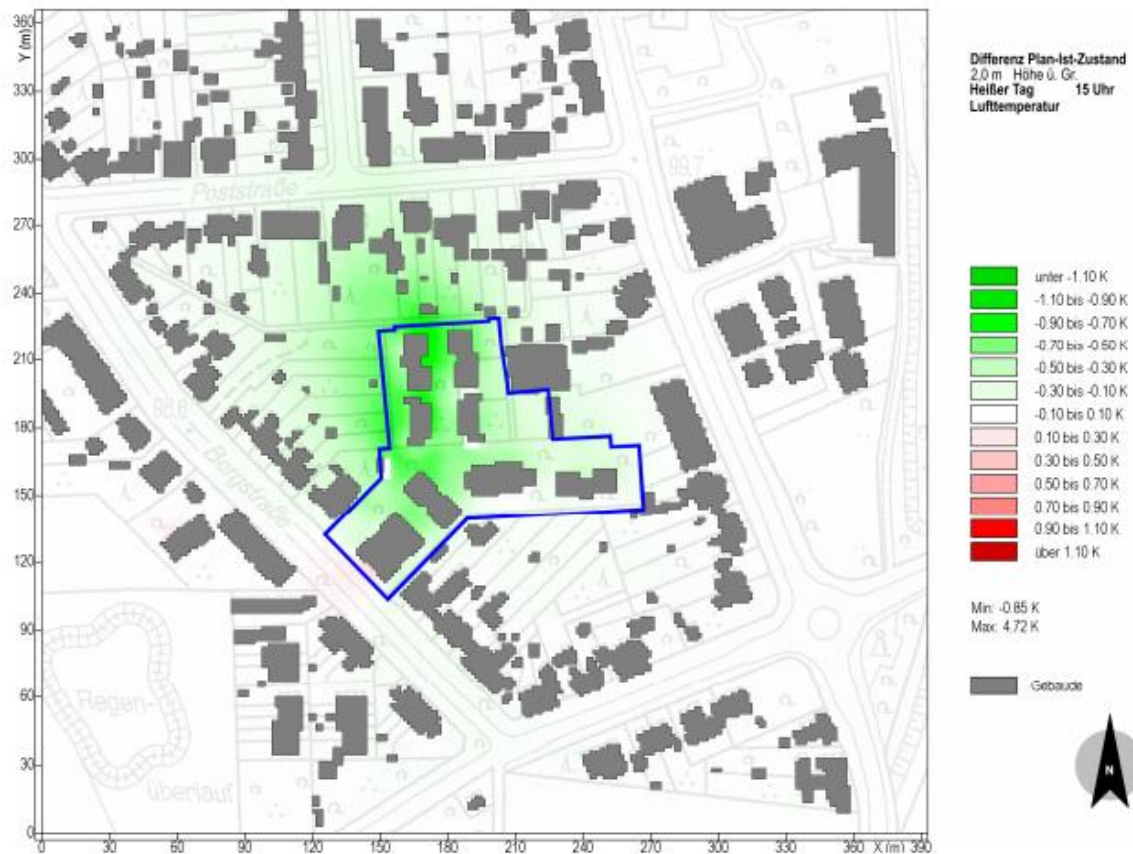 Differenz Plan-Ist-Zustand
2,0 m Höhe ü. Gr.
Heißer Tag 15 Uhr
Lufttemperatur
unter -1.10 K
-1.10 bis -0.90 K
-0.90 bis -0.70 K
-0.70 bis -0.50 K
-0.50 bis -0.30 K
-0.30 bis -0.10 K
-0.10 bis 0.10 K
0.10 bis 0.30 K
0.30 bis 0.50 K
0.50 bis 0.70 K
0.70 bis 0.90 K
0.90 bis 1.10 K
über 1.10 K
Min: -0.85 K
Max: 4.72 K
Gebäude
N
Y (m)
360
330
300
270
240
210
180
150
120
90
60
30
0
Poststraße
99.7
98.6
Bergstraße
Regen-
überlauf
0 30 60 90 120 150 180 210 240 270 300 330 360 X (m) 390